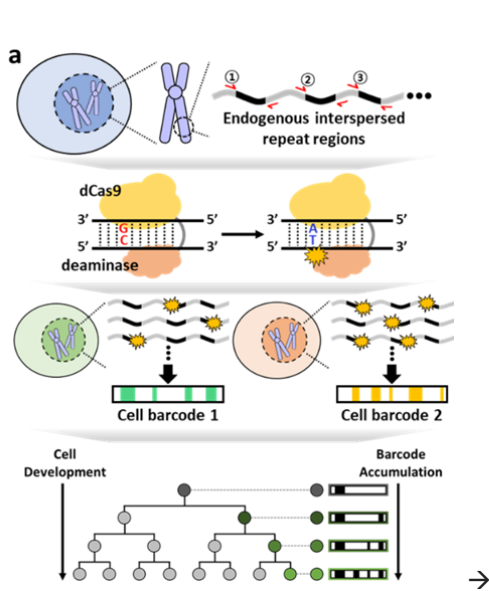 a
① ② ③
Endogenous interspersed
repeat regions
dCas9
3’ 5’ 3’ 5’
G A
C T
5’ 3’ 5’ 3’
deaminase
Cell barcode 1 Cell barcode 2
Cell Barcode
Development Accumulation